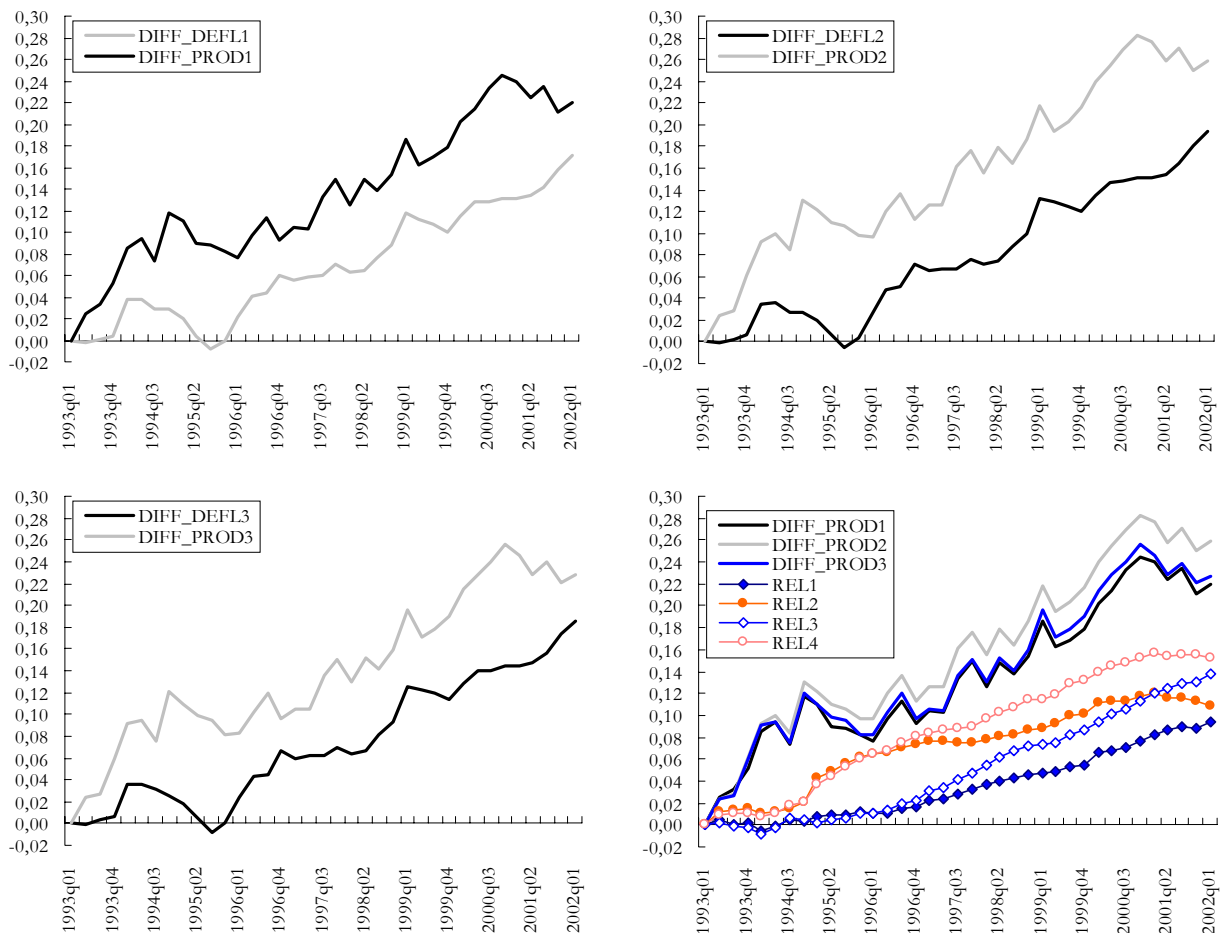 0,30
0,28
0,26
0,24
0,22
0,20
0,18
0,16
0,14
0,12
0,10
0,08
0,06
0,04
0,02
0,00
-0,02
DIFF_DEFL1
DIFF_PROD1
1993q01
1993q04
1994q03
1995q02
1996q01
1996q04
1997q03
1998q02
1999q01
1999q04
2000q03
2001q02
2002q01
0,30
0,28
0,26
0,24
0,22
0,20
0,18
0,16
0,14
0,12
0,10
0,08
0,06
0,04
0,02
0,00
-0,02
DIFF_DEFL2
DIFF_PROD2
1993q01
1993q04
1994q03
1995q02
1996q01
1996q04
1997q03
1998q02
1999q01
1999q04
2000q03
2001q02
2002q01
0,30
0,28
0,26
0,24
0,22
0,20
0,18
0,16
0,14
0,12
0,10
0,08
0,06
0,04
0,02
0,00
-0,02
DIFF_DEFL3
DIFF_PROD3
1993q01
1993q04
1994q03
1995q02
1996q01
1996q04
1997q03
1998q02
1999q01
1999q04
2000q03
2001q02
2002q01
0,30
0,28
0,26
0,24
0,22
0,20
0,18
0,16
0,14
0,12
0,10
0,08
0,06
0,04
0,02
0,00
-0,02
DIFF_PROD1
DIFF_PROD2
DIFF_PROD3
REL1
REL2
REL3
REL4
1993q01
1993q04
1994q03
1995q02
1996q01
1996q04
1997q03
1998q02
1999q01
1999q04
2000q03
2001q02
2002q01